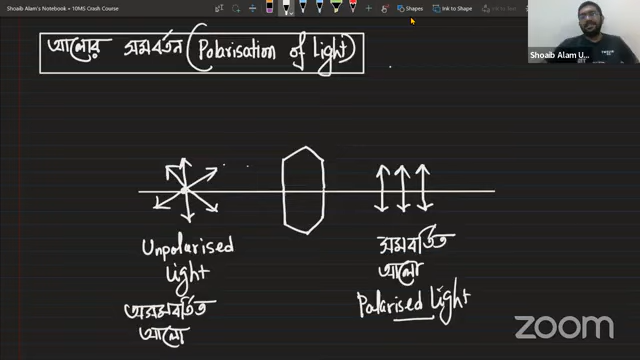 Shoaib Alam's Notebook » 10MS Crash Course
Shapes
Ink to Shape
Shoaib Alam U...
আলোর সমবর্তন (Polarisation of Light)
Unpolarised
Light
অসমবর্তিত
আলো
সমবর্তিত
আলো
Polarised Light
zoom